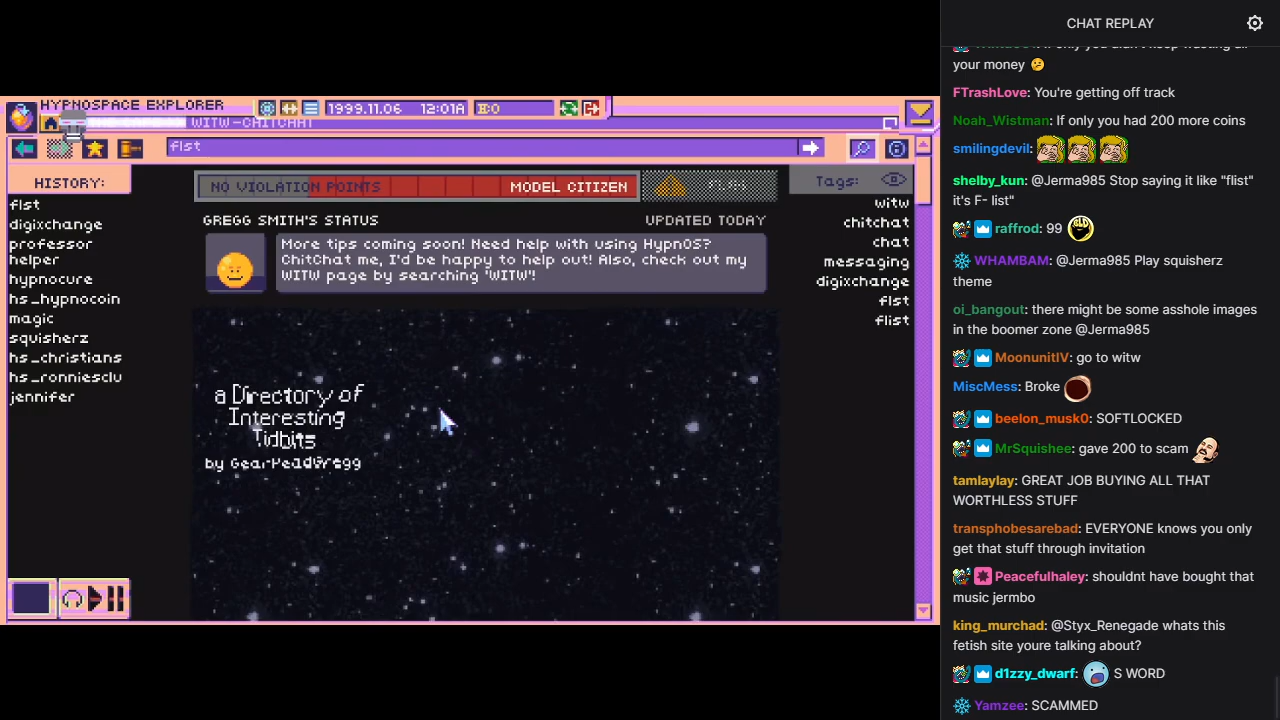 HYPNOSPACE EXPLORER
1999.11.06 12:01A
0
WITW -CHITCHAT
flst
HISTORY:
flst
digixchange
professor
helper
hypnocure
hs_hypnocoin
magic
squisherz
hs_christians
hs_ronniesclu
jennifer
NO VIOLATION POINTS
MODEL CITIZEN
GREGG SMITH'S STATUS
UPDATED TODAY
More tips coming soon! Need help with using HypnOS?
ChitChat me, I'd be happy to help out! Also, check out my
WITW page by searching "WITW"!
a Directory of
Interesting
Tidbits
by GearHeadGregg
Tags:
witw
chitchat
chat
messaging
digixchange
flst
flist
CHAT REPLAY
your money
FTrashLove: You're getting off track
Noah_Wistman: If only you had 200 more coins
smilingdevil:
shelby_kun: @Jerma985 Stop saying it like "flist"
it's F- list"
raffrod: 99
WHAMBAM: @Jerma985 Play squisherz
theme
oi_bangout: there might be some asshole images
in the boomer zone @Jerma985
MoonunitIV: go to witw
MiscMess: Broke
beelon_musk0: SOFTLOCKED
MrSquishee: gave 200 to scam
tamlaylay: GREAT JOB BUYING ALL THAT
WORTHLESS STUFF
transphobesarebad: EVERYONE knows you only
get that stuff through invitation
Peacefulhaley: shouldnt have bought that
music jermbo
king_murchad: @Styx_Renegade whats this
fetish site youre talking about?
d1zzy_dwarf: S WORD
Yamzee: SCAMMED